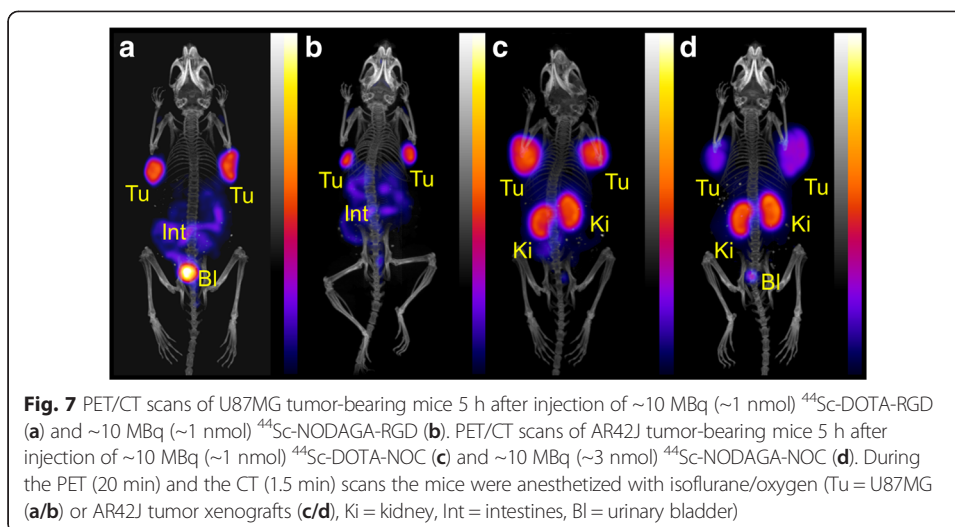 a b c d
Tu Tu Tu Tu Tu Tu Tu Tu
Int Int
Ki Ki Ki Ki
Bl Bl
Fig. 7 PET/CT scans of U87MG tumor-bearing mice 5 h after injection of ~10 MBq (~1 nmol) ⁴⁴Sc-DOTA-RGD
(a) and ~10 MBq (~1 nmol) ⁴⁴Sc-NODAGA-RGD (b). PET/CT scans of AR42J tumor-bearing mice 5 h after
injection of ~10 MBq (~1 nmol) ⁴⁴Sc-DOTA-NOC (c) and ~10 MBq (~3 nmol) ⁴⁴Sc-NODAGA-NOC (d). During
the PET (20 min) and the CT (1.5 min) scans the mice were anesthetized with isoflurane/oxygen (Tu = U87MG
(a/b) or AR42J tumor xenografts (c/d), Ki = kidney, Int = intestines, Bl = urinary bladder)